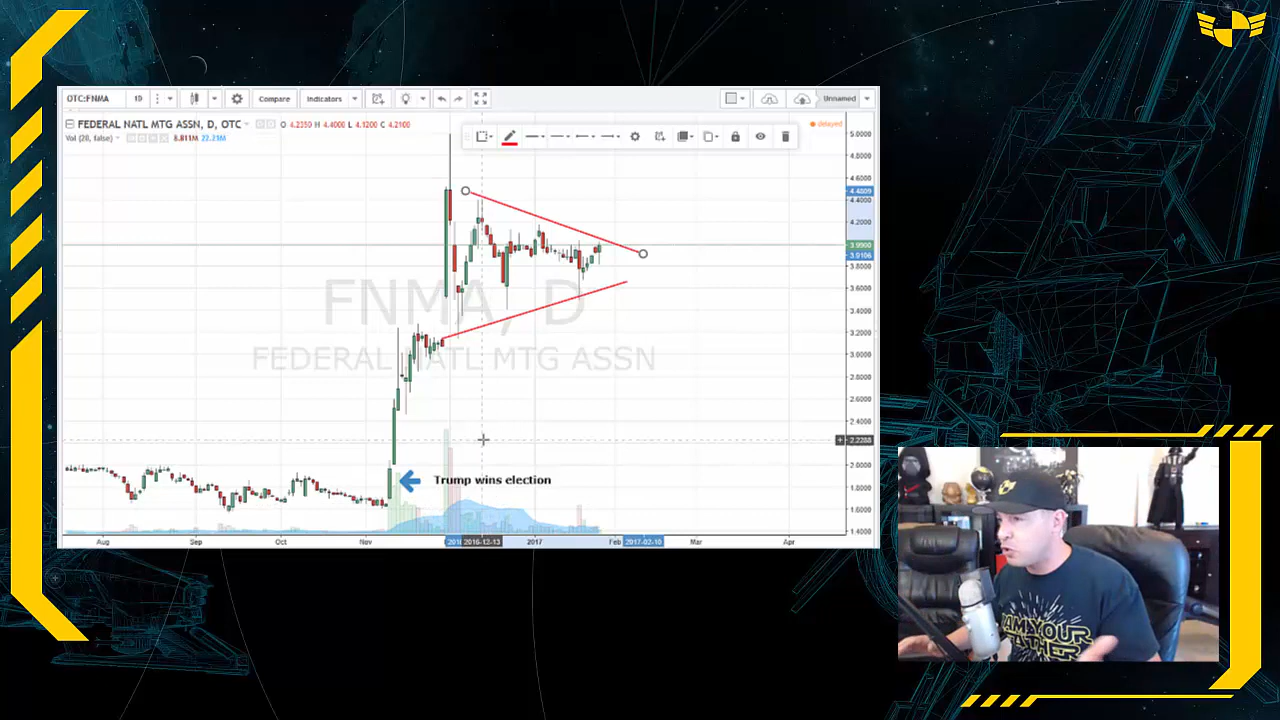 OTC:FNMA 1D Compare Indicators Unnamed
FEDERAL NATL MTG ASSN, D, OTC O 4.2350 H 4.4000 L 4.1200 C 4.2100
delayed
Vol (20, false) 8.811M 22.21M
5.0000
4.8000
4.6000
4.4809
4.4000
4.2000
3.9900
3.9106
3.8000
3.6000
3.4000
3.2000
3.0000
2.8000
2.6000
2.4000
2.2288
2.0000
1.8000
1.6000
1.4000
FNMA, D
FEDERAL NATL MTG ASSN
Trump wins election
Aug Sep Oct Nov 2016-12-13 2017 Feb 2017-02-10 Mar Apr
I AM YOUR
FATHER